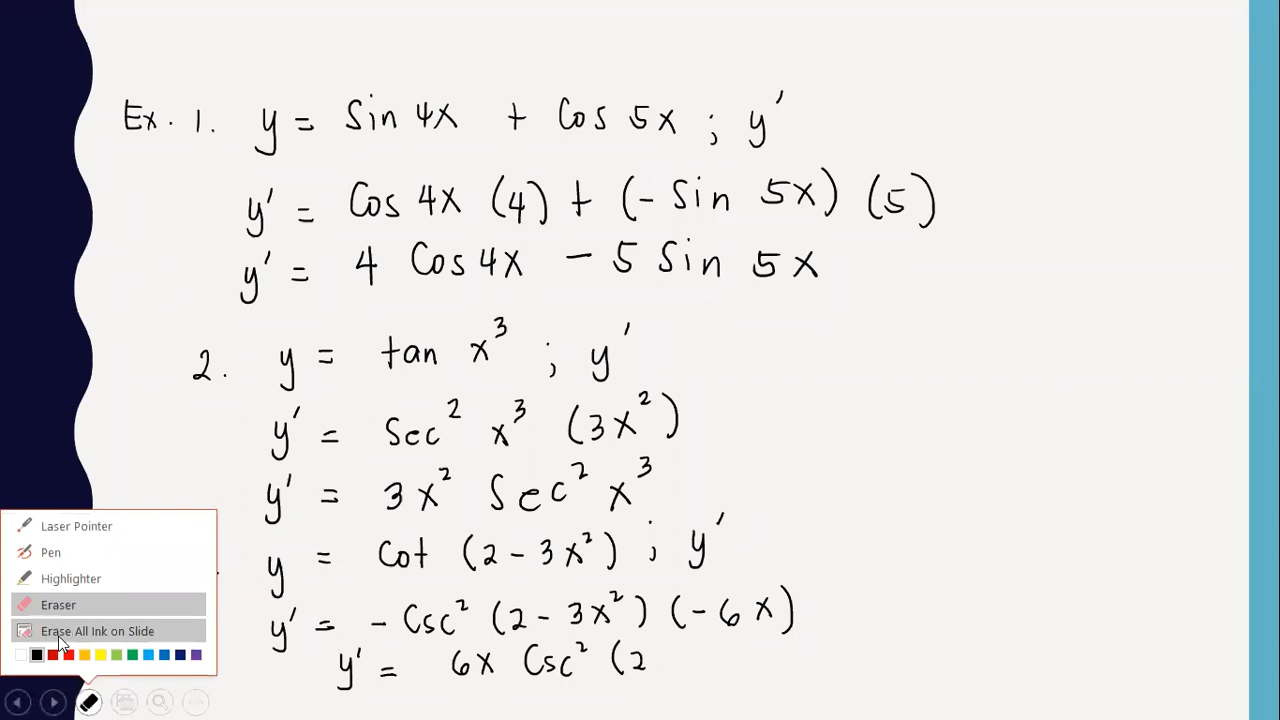 Ex. 1. y = Sin 4x + Cos 5x ; y'
y' = Cos 4x (4) + (- Sin 5x) (5)
y' = 4 Cos 4x - 5 Sin 5x
2. y = tan x³ ; y'
y' = Sec² x³ (3x²)
y' = 3x² Sec² x³
y = Cot (2 - 3x²) ; y'
y' = - Csc² (2 - 3x²) (- 6x)
y' = 6x Csc² (2
Laser Pointer
Pen
Highlighter
Eraser
Erase All Ink on Slide